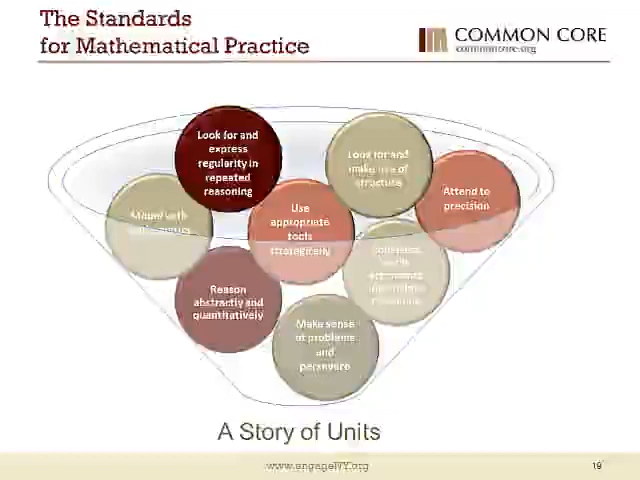 The Standards
for Mathematical Practice
COMMON CORE
commoncore.org
Look for and
express
regularity in
repeated
reasoning
Look for and
make use of
structure
Attend to
precision
Model with
Use
appropriate
tools
strategically
arguments
Reason
abstractly and
quantitatively
Make sense
of problems
and
persevere
A Story of Units
www.engageNY.org
19